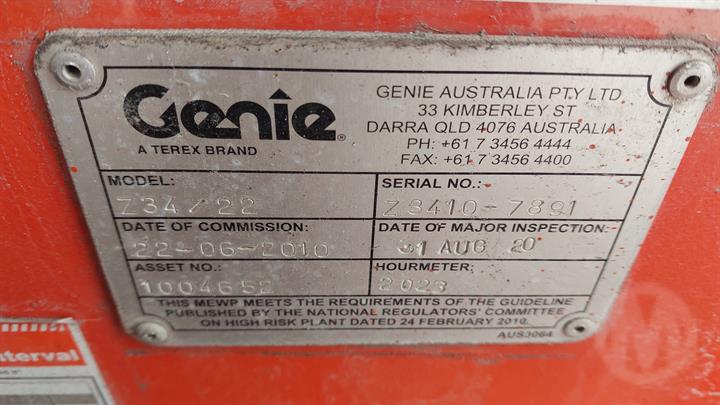 Genie®
A TEREX BRAND
GENIE AUSTRALIA PTY LTD
33 KIMBERLEY ST
DARRA QLD 4076 AUSTRALIA
PH: +61 7 3456 4444
FAX: +61 7 3456 4400
MODEL:
Z34/22
SERIAL NO.:
Z3410-7891
DATE OF COMMISSION:
22-06-2010
DATE OF MAJOR INSPECTION:
31 AUG 20
ASSET NO.:
1004652
HOURMETER:
2023
THIS MEWP MEETS THE REQUIREMENTS OF THE GUIDELINE
PUBLISHED BY THE NATIONAL REGULATORS' COMMITTEE
ON HIGH RISK PLANT DATED 24 FEBRUARY 2010.
AUS3064
terval